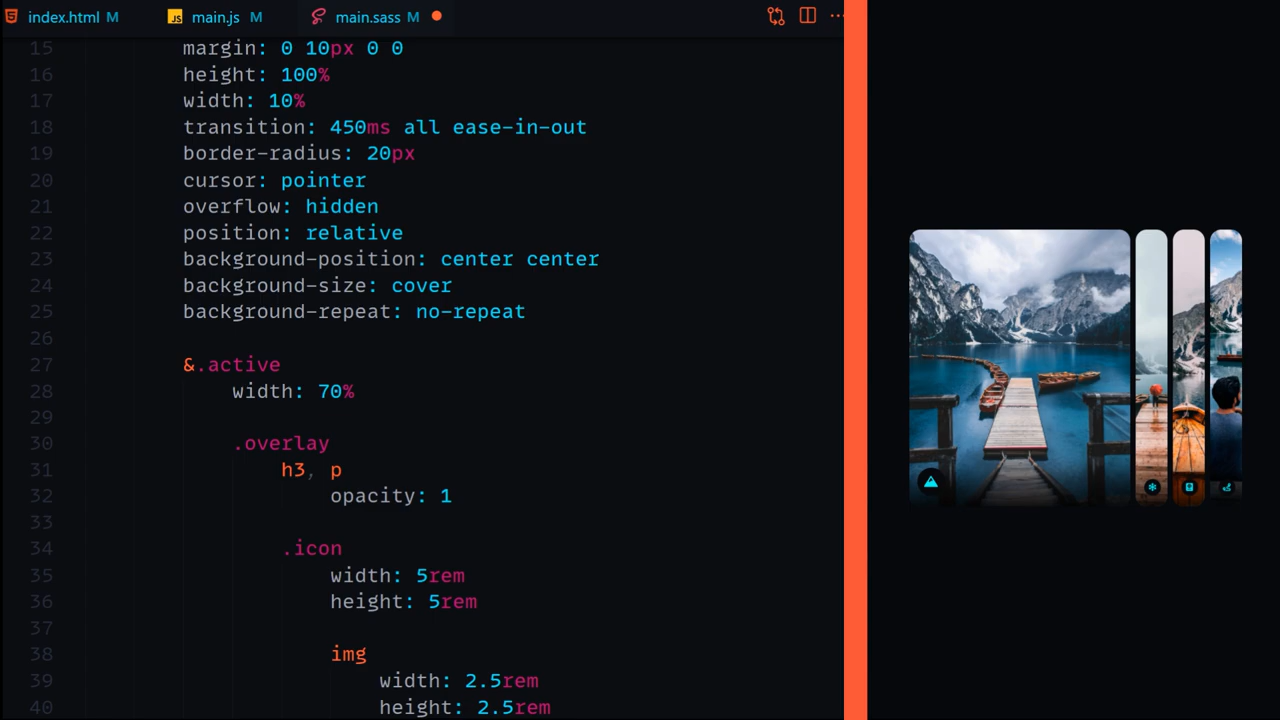 index.html M
JS main.js M
main.sass M
15 margin: 0 10px 0 0
16 height: 100%
17 width: 10%
18 transition: 450ms all ease-in-out
19 border-radius: 20px
20 cursor: pointer
21 overflow: hidden
22 position: relative
23 background-position: center center
24 background-size: cover
25 background-repeat: no-repeat
26
27 &.active
28 width: 70%
29
30 .overlay
31 h3, p
32 opacity: 1
33
34 .icon
35 width: 5rem
36 height: 5rem
37
38 img
39 width: 2.5rem
40 height: 2.5rem